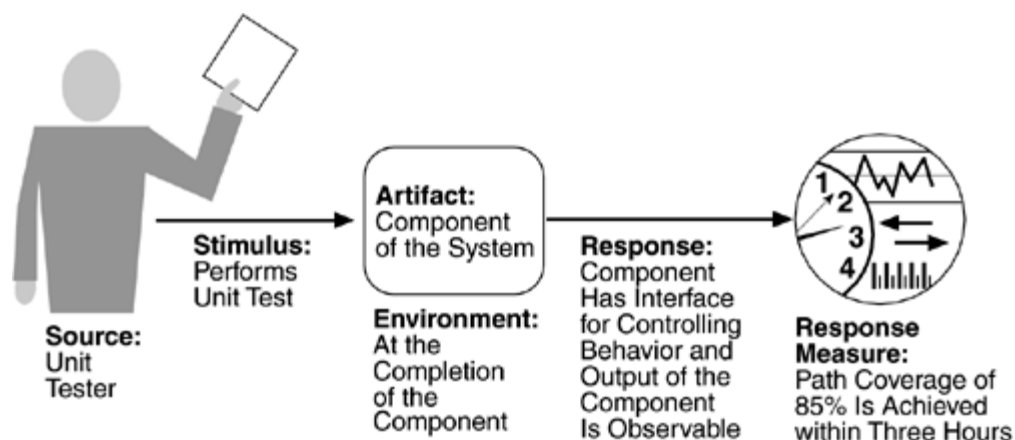 Source:
Unit
Tester
Stimulus:
Performs
Unit Test
Artifact:
Component
of the System
Environment:
At the
Completion
of the
Component
Response:
Component
Has Interface
for Controlling
Behavior and
Output of the
Component
Is Observable
1
2
3
4
Response
Measure:
Path Coverage of
85% Is Achieved
within Three Hours